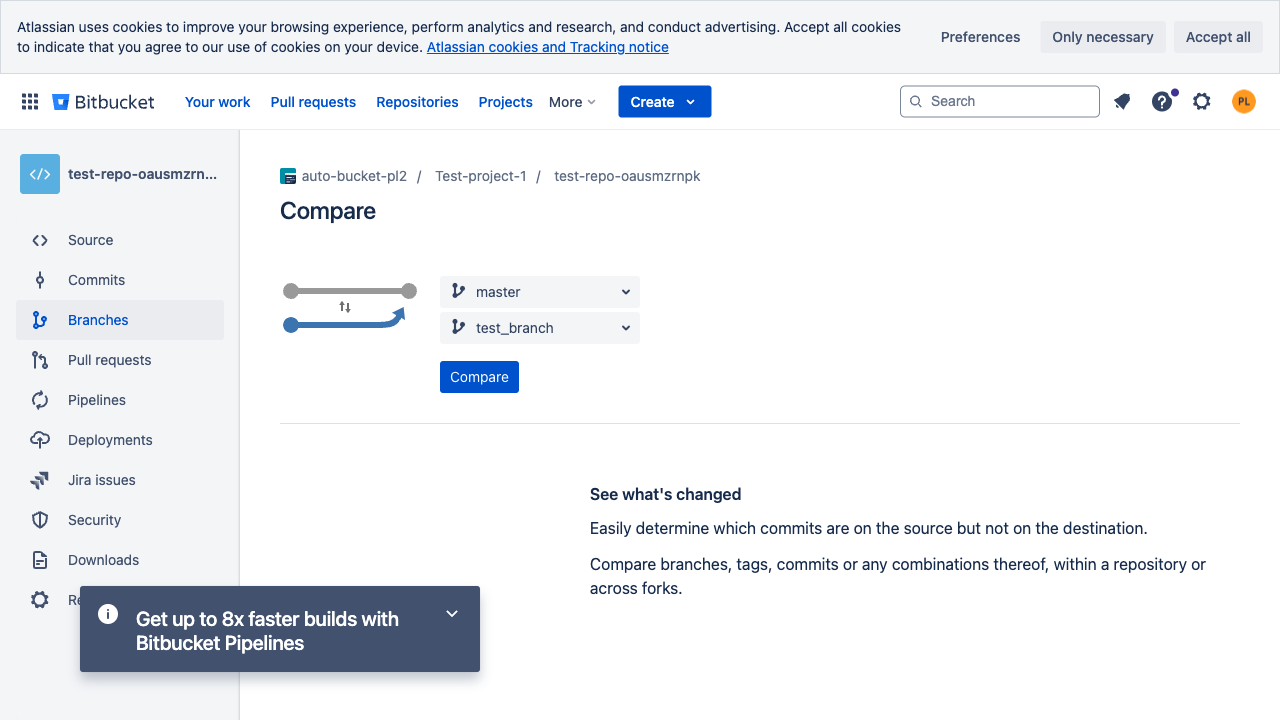 Atlassian uses cookies to improve your browsing experience, perform analytics and research, and conduct advertising. Accept all cookies
to indicate that you agree to our use of cookies on your device. Atlassian cookies and Tracking notice
Preferences
Only necessary
Accept all
Bitbucket
Your work
Pull requests
Repositories
Projects
More
Create
Search
PL
test-repo-oausmzrn...
Source
Commits
Branches
Pull requests
Pipelines
Deployments
Jira issues
Security
Downloads
auto-bucket-pl2 / Test-project-1 / test-repo-oausmzrnpk
Compare
master
test_branch
Compare
See what's changed
Easily determine which commits are on the source but not on the destination.
Compare branches, tags, commits or any combinations thereof, within a repository or
across forks.
Get up to 8x faster builds with
Bitbucket Pipelines